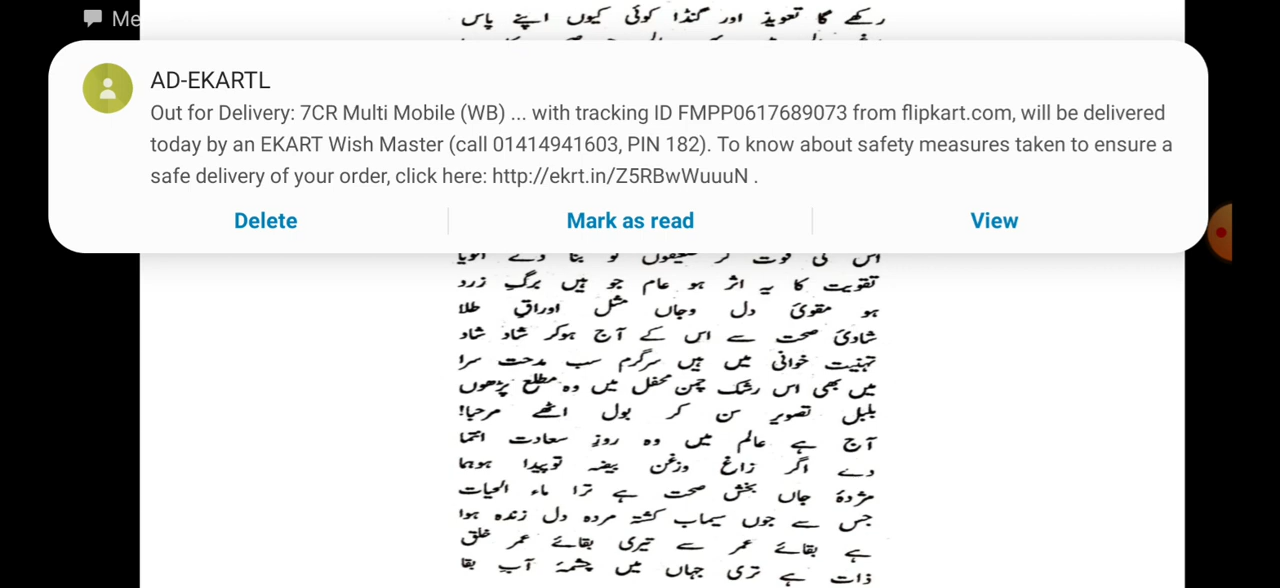 Me
رکھے گا تعویذ اور گنڈا کوئی کیوں اپنے پاس
AD-EKARTL
Out for Delivery: 7CR Multi Mobile (WB) ... with tracking ID FMPP0617689073 from flipkart.com, will be delivered
today by an EKART Wish Master (call 01414941603, PIN 182). To know about safety measures taken to ensure a
safe delivery of your order, click here: http://ekrt.in/Z5RBwWuuuN .
Delete Mark as read View
اس کی قوت کو بنا دے
تقویت کا یہ اثر ہو عام جو ہیں برگِ زرد
ہو مقویٔ دل وجاں مثل اوراقِ طلا
شادیٔ صحت سے اس کے آج ہوکر شاد شاد
تہنیت خوانی میں ہیں سرگرم سب مدحت سرا
میں بھی اس رشک چمن محفل میں وہ مطلع پڑھوں
بلبل تصویر سن کر بول اٹھے مرحبا!
آج ہے عالم میں وہ روزِ سعادت انتما
دے اگر زاغ وزغن بیضہ تو پیدا ہو ہما
مژدۂ جاں بخش صحت ہے ترا ماء الحیات
جس سے جوں سیماب کشتہ مردہ دل زندہ ہوا
ہے بقائے عمر سے تیری بقائے عمر خلق
ذات ہے تری جہاں میں چشمۂ آب بقا